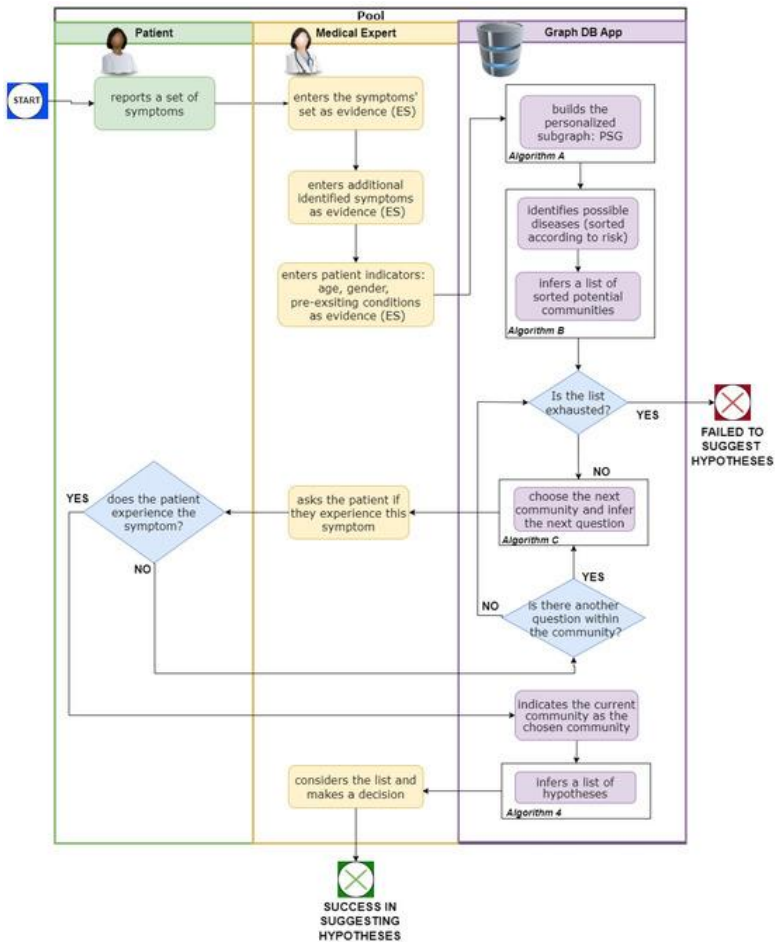 Pool
Patient
Medical Expert
Graph DB App
START
reports a set of
symptoms
enters the symptoms'
set as evidence (ES)
builds the
personalized
subgraph: PSG
Algorithm A
enters additional
identified symptoms
as evidence (ES)
identifies possible
diseases (sorted
according to risk)
enters patient indicators:
age, gender,
pre-exsiting conditions
as evidence (ES)
infers a list of
sorted potential
communities
Algorithm B
Is the list
exhausted?
YES
FAILED TO
SUGGEST
HYPOTHESES
NO
YES
does the patient
experience the
symptom?
asks the patient if
they experience this
symptom
choose the next
community and infer
the next question
Algorithm C
NO
YES
NO
is there another
question within
the community?
indicates the current
community as the
chosen community
considers the list and
makes a decision
infers a list of
hypotheses
Algorithm 4
SUCCESS IN
SUGGESTING
HYPOTHESES